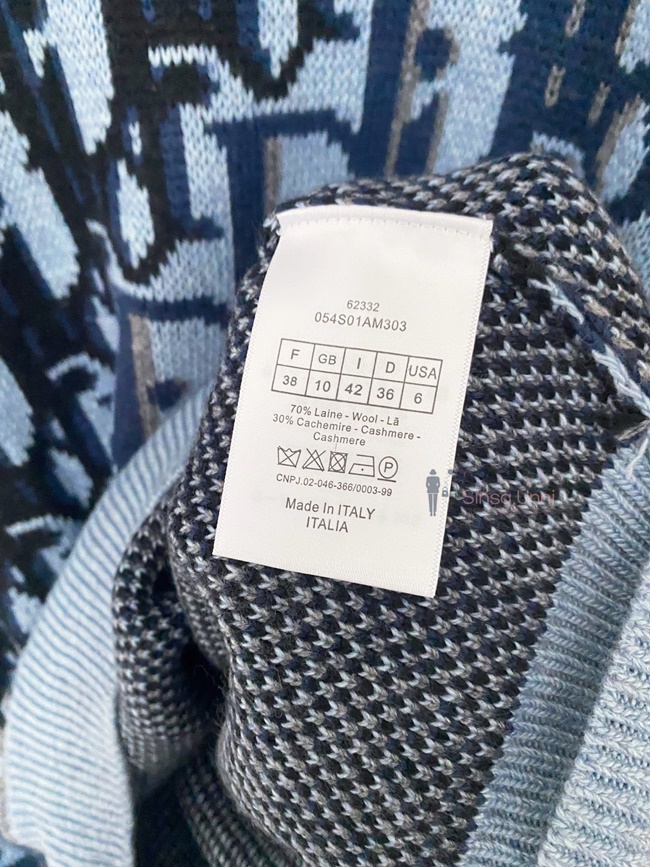 62332
054S01AM303
F GB I D USA
38 10 42 36 6
70% Laine - Wool - Lã
30% Cachemire - Cashmere -
Cashmere
P
CNPJ.02-046-366/0003-99
Made In ITALY
ITALIA